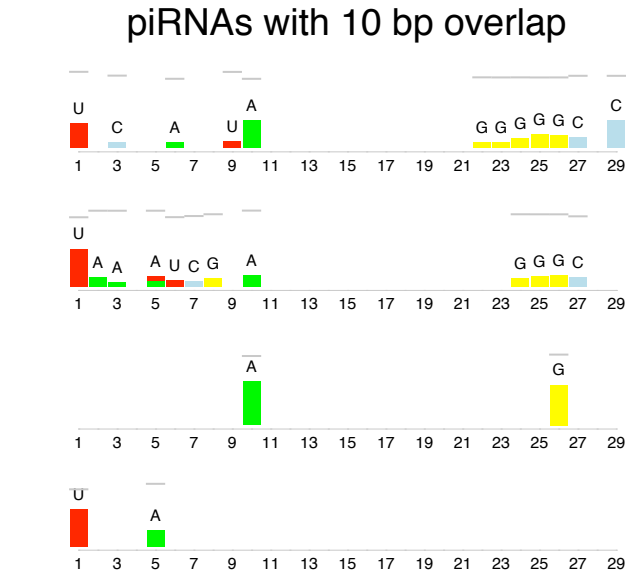 piRNAs with 10 bp overlap
U C A U A G G G G G C C
1 3 5 7 9 11 13 15 17 19 21 23 25 27 29
U A A A U C G A G G G C
1 3 5 7 9 11 13 15 17 19 21 23 25 27 29
A G
1 3 5 7 9 11 13 15 17 19 21 23 25 27 29
U A
1 3 5 7 9 11 13 15 17 19 21 23 25 27 29